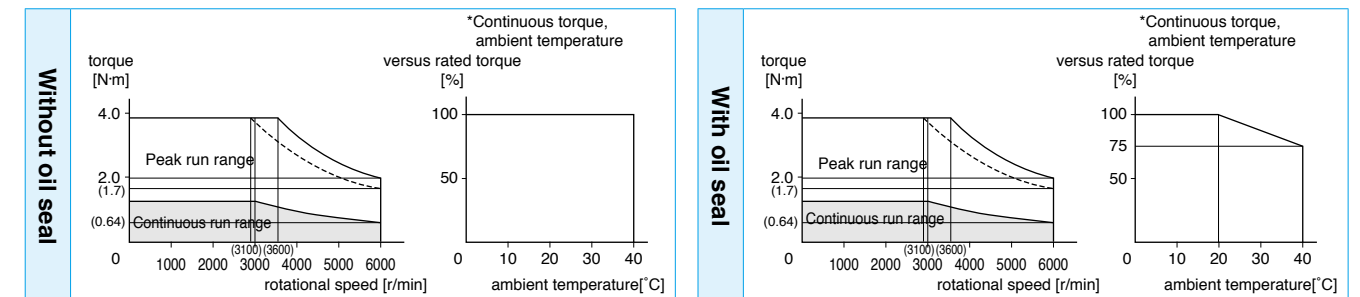 Without oil seal
*Continuous torque,
ambient temperature
torque
[N·m]
versus rated torque
[%]
4.0
Peak run range
2.0
(1.7)
(0.64)
Continuous run range
(3100)
(3600)
0
1000
2000
3000
4000
5000
6000
rotational speed [r/min]
100
50
0
10
20
30
40
ambient temperature[˚C]
With oil seal
*Continuous torque,
ambient temperature
torque
[N·m]
versus rated torque
[%]
4.0
Peak run range
2.0
(1.7)
(0.64)
Continuous run range
(3100)
(3600)
0
1000
2000
3000
4000
5000
6000
rotational speed [r/min]
100
75
50
0
10
20
30
40
ambient temperature[˚C]